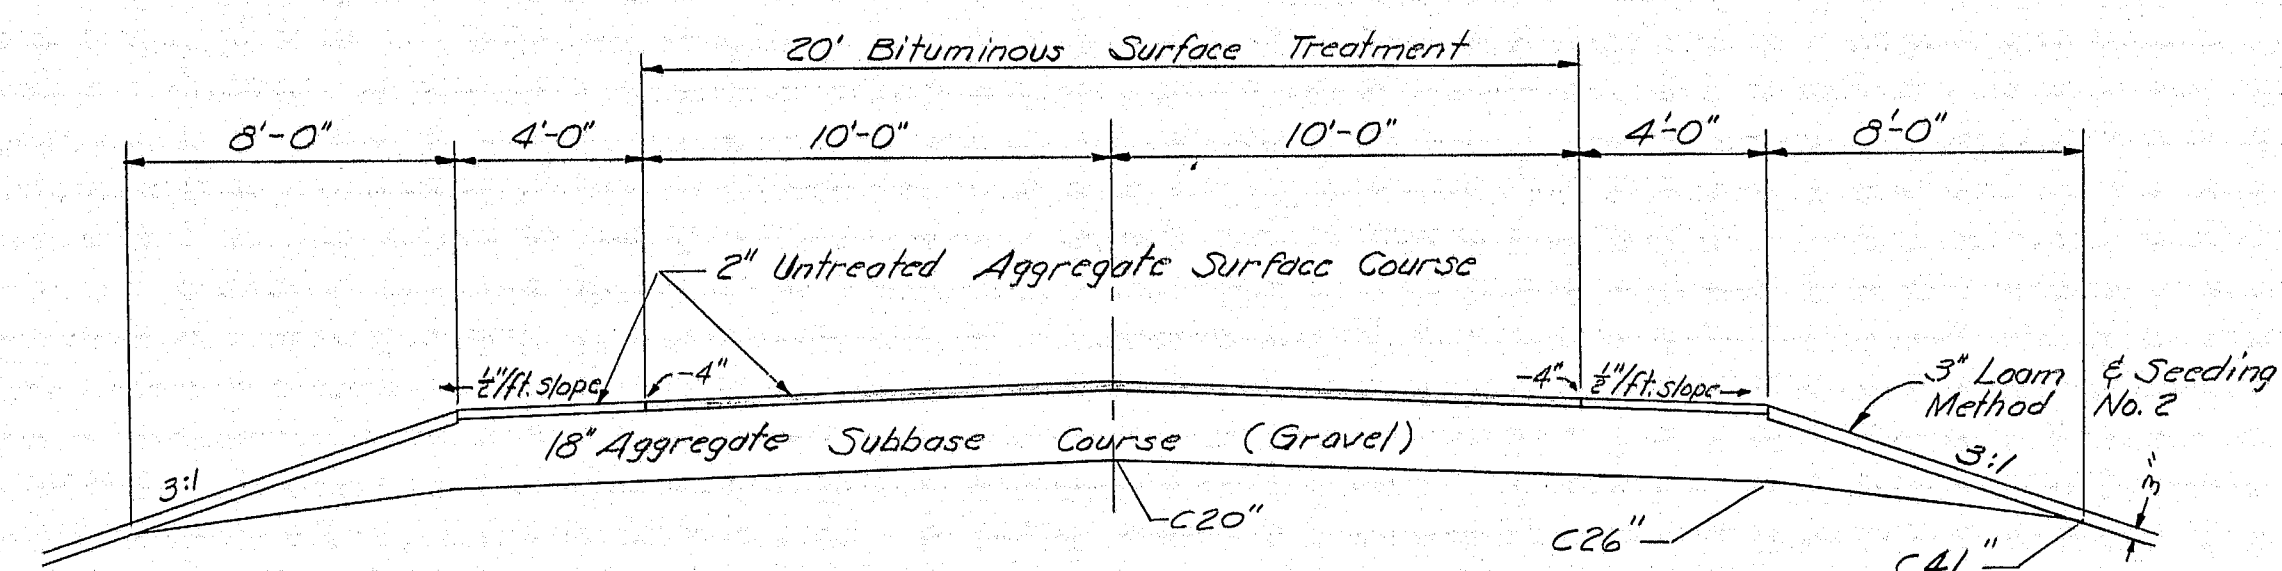 20' Bituminous Surface Treatment
8'-0" 4'-0" 10'-0" 10'-0" 4'-0" 8'-0"
2" Untreated Aggregate Surface Course
½"/ft. slope -4" -4" ½"/ft. slope
3" Loam & Seeding
Method No. 2
18" Aggregate Subbase Course (Gravel)
3:1 3:1 3"
C20" C26" C41"